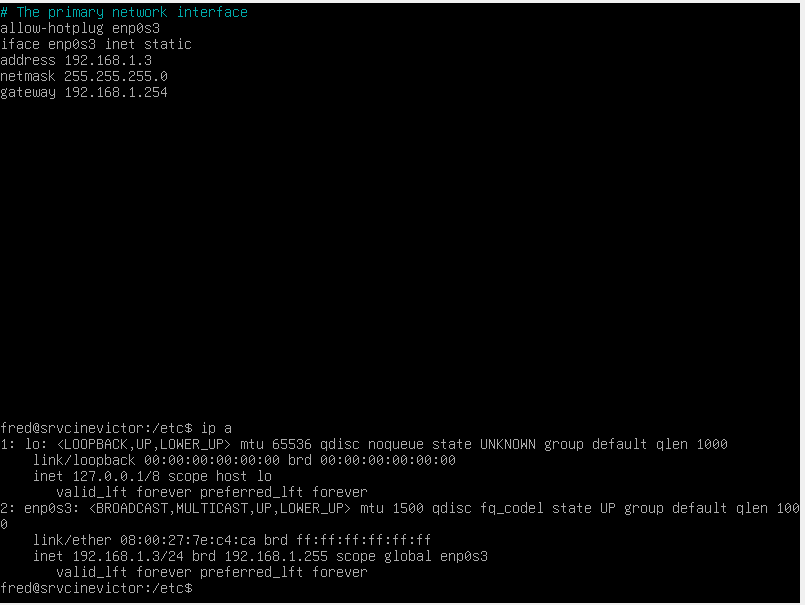 # The primary network interface
allow-hotplug enp0s3
iface enp0s3 inet static
address 192.168.1.3
netmask 255.255.255.0
gateway 192.168.1.254
fred@srvcinevictor:/etc$ ip a
1: lo: <LOOPBACK,UP,LOWER_UP> mtu 65536 qdisc noqueue state UNKNOWN group default qlen 1000
    link/loopback 00:00:00:00:00:00 brd 00:00:00:00:00:00
    inet 127.0.0.1/8 scope host lo
       valid_lft forever preferred_lft forever
2: enp0s3: <BROADCAST,MULTICAST,UP,LOWER_UP> mtu 1500 qdisc fq_codel state UP group default qlen 100
0
    link/ether 08:00:27:7e:c4:ca brd ff:ff:ff:ff:ff:ff
    inet 192.168.1.3/24 brd 192.168.1.255 scope global enp0s3
       valid_lft forever preferred_lft forever
fred@srvcinevictor:/etc$